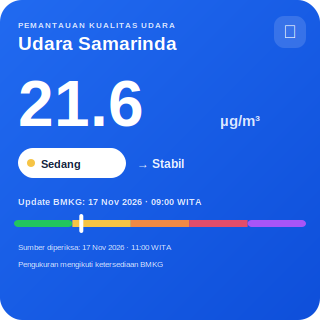 PEMANTAUAN KUALITAS UDARA
Udara Samarinda
21.6
µg/m³
Sedang
→ Stabil
Update BMKG: 17 Nov 2026 · 09:00 WITA
Sumber diperiksa: 17 Nov 2026 · 11:00 WITA
Pengukuran mengikuti ketersediaan BMKG